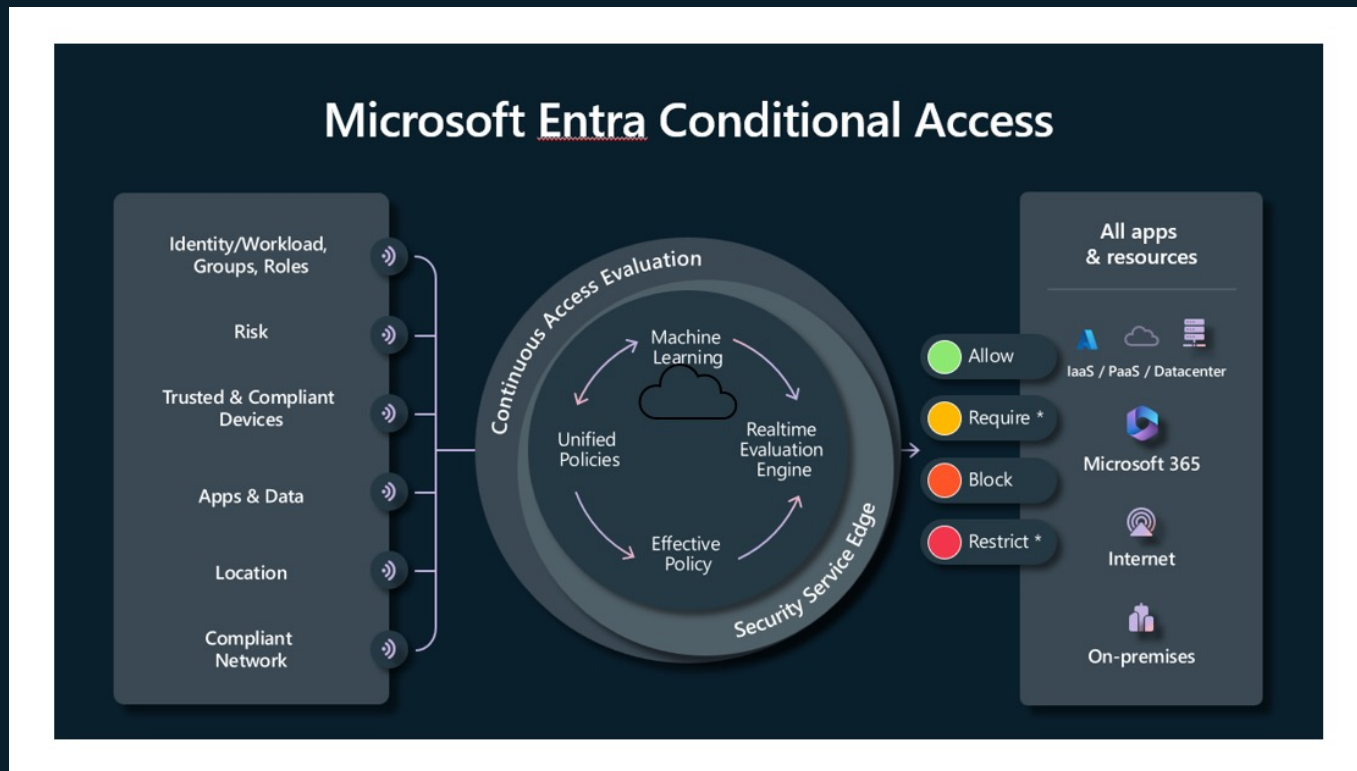 Microsoft Entra Conditional Access
Identity/Workload,
Groups, Roles
Risk
Trusted & Compliant
Devices
Apps & Data
Location
Compliant
Network
Continuous Access Evaluation
Machine
Learning
Unified
Policies
Realtime
Evaluation
Engine
Effective
Policy
Security Service Edge
Allow
Require *
Block
Restrict *
All apps
& resources
IaaS / PaaS / Datacenter
Microsoft 365
Internet
On-premises